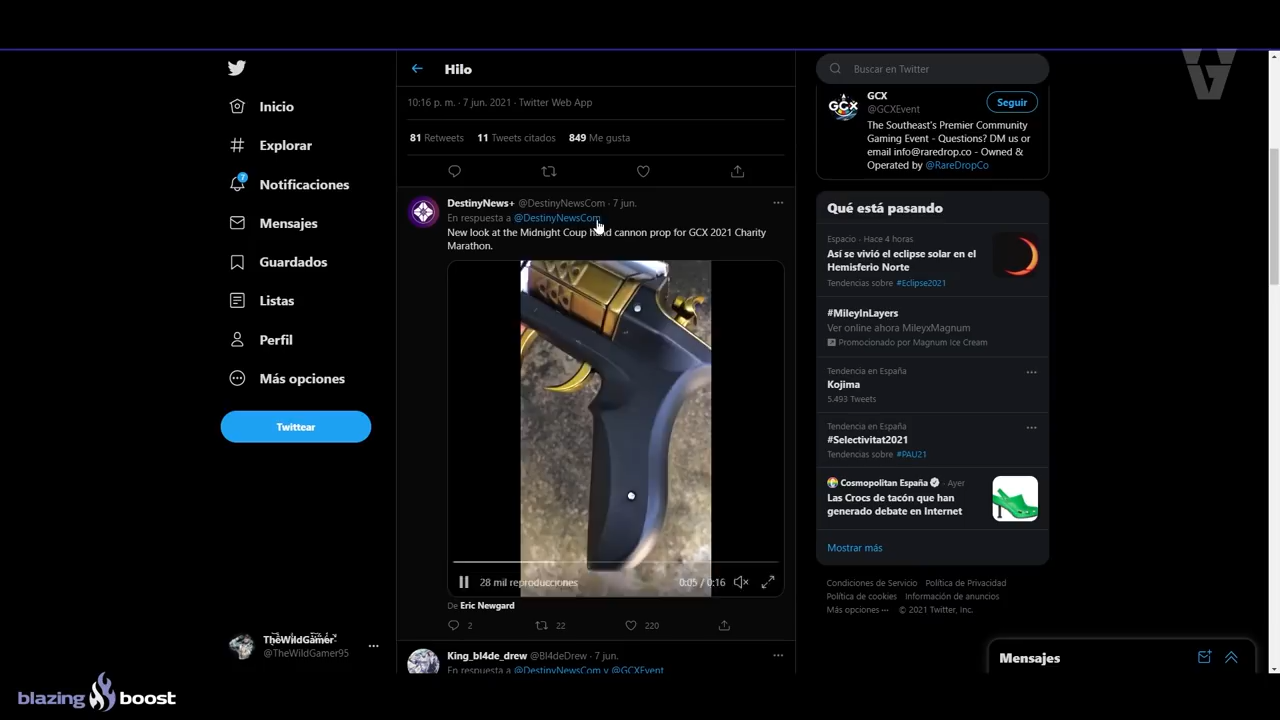 Hilo
Buscar en Twitter
Inicio
Explorar
7
Notificaciones
Mensajes
Guardados
Listas
Perfil
Más opciones
Twittear
TheWildGamer
@TheWildGamer95
blazing boost
10:16 p. m. · 7 jun. 2021 · Twitter Web App
81 Retweets 11 Tweets citados 849 Me gusta
DestinyNews+ @DestinyNewsCom · 7 jun.
En respuesta a @DestinyNewsCom
New look at the Midnight Coup hand cannon prop for GCX 2021 Charity
Marathon.
28 mil reproducciones
0:05 / 0:16
De Eric Newgard
2 22 220
King_bl4de_drew @Bl4deDrew · 7 jun.
En respuesta a @DestinyNewsCom y @GCXEvent
GCX
GCX
@GCXEvent
Seguir
The Southeast's Premier Community
Gaming Event - Questions? DM us or
email info@raredrop.co - Owned &
Operated by @RareDropCo
Qué está pasando
Espacio · Hace 4 horas
Así se vivió el eclipse solar en el
Hemisferio Norte
Tendencias sobre #Eclipse2021
#MileyInLayers
Ver online ahora MileyxMagnum
Promocionado por Magnum Ice Cream
Tendencia en España
Kojima
5.493 Tweets
Tendencia en España
#Selectivitat2021
Tendencias sobre #PAU21
Cosmopolitan España · Ayer
Las Crocs de tacón que han
generado debate en Internet
Mostrar más
Condiciones de Servicio Política de Privacidad
Política de cookies Información de anuncios
Más opciones ··· © 2021 Twitter, Inc.
Mensajes